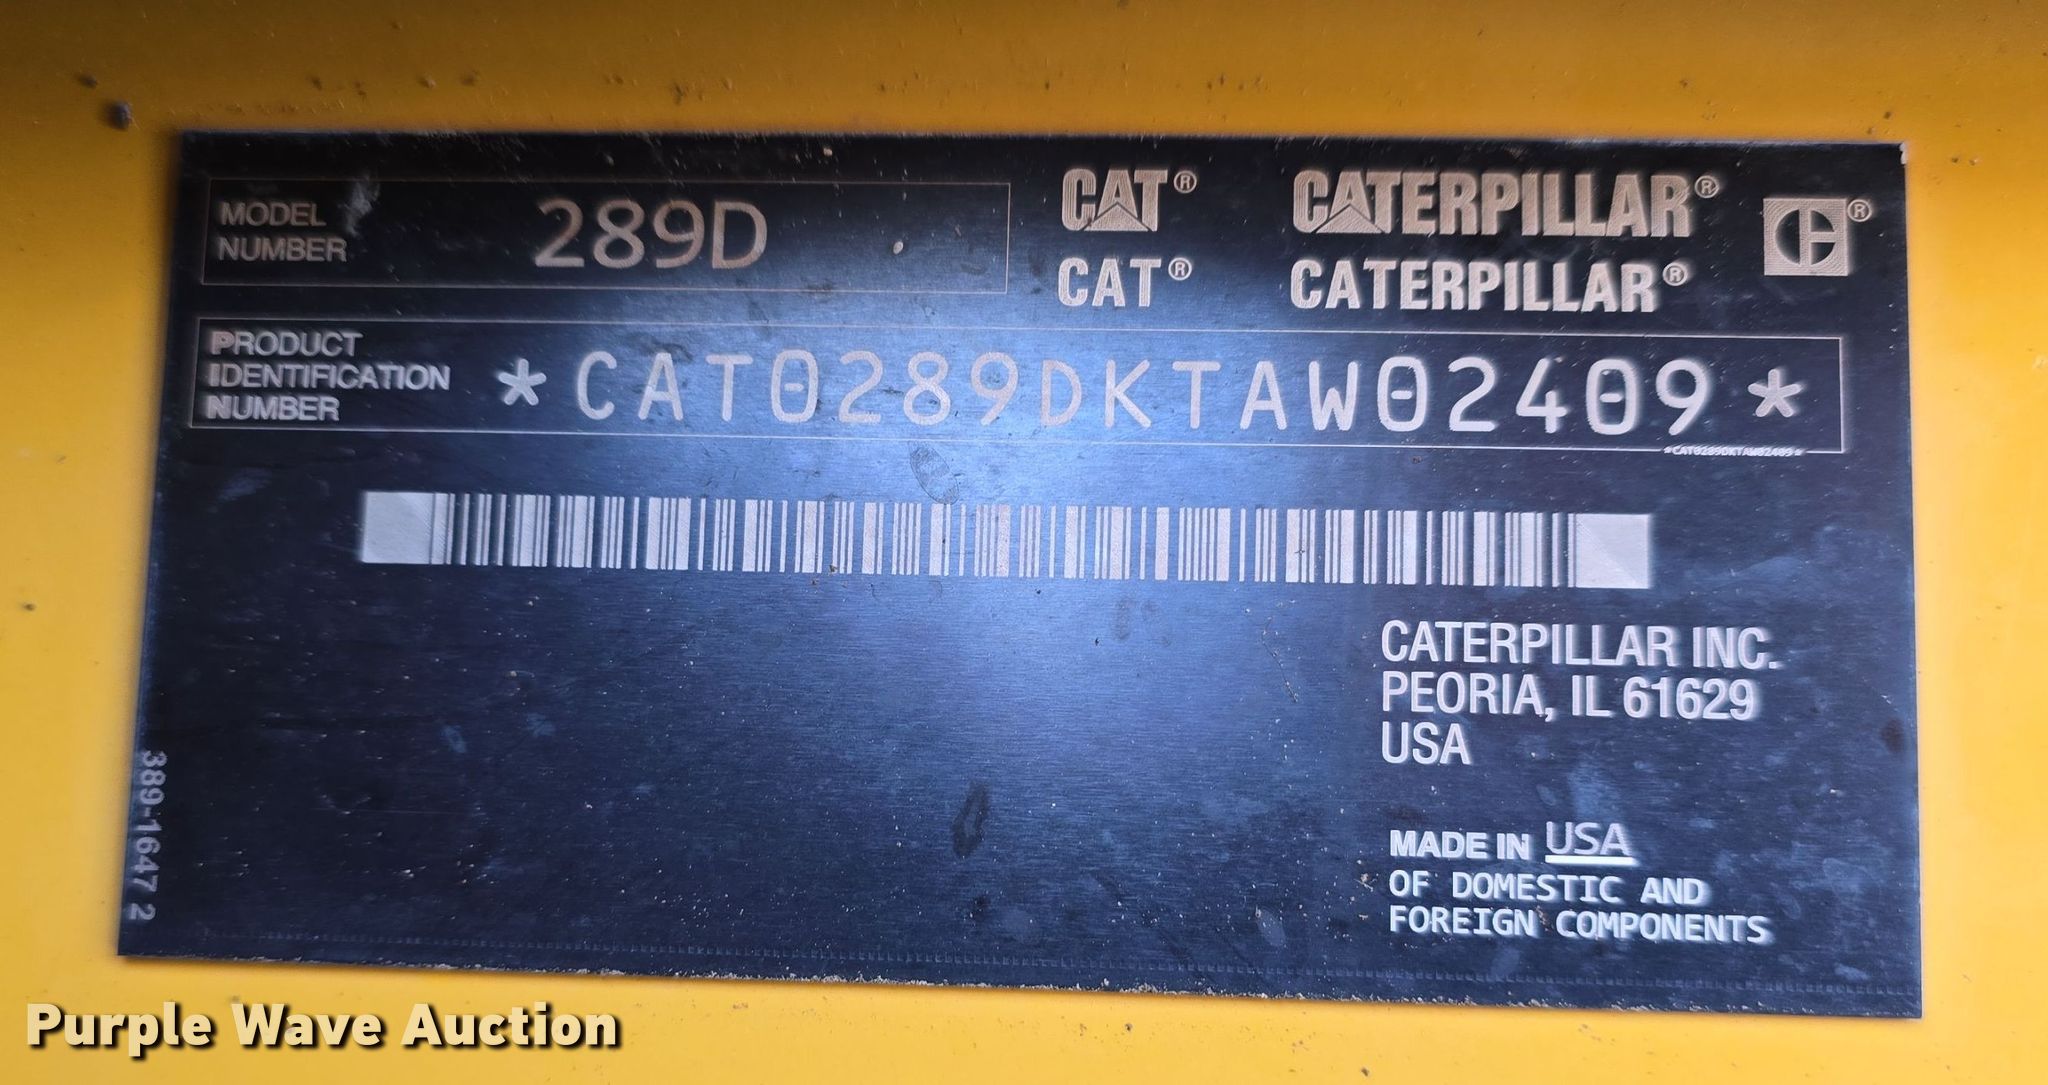 MODEL NUMBER 289D
CAT® CATERPILLAR®
CAT® CATERPILLAR®
PRODUCT IDENTIFICATION NUMBER *CAT0289DKTAW02409*
*CAT0289DKTAW02409*
CATERPILLAR INC.
PEORIA, IL 61629
USA
MADE IN USA
OF DOMESTIC AND
FOREIGN COMPONENTS
389-1647 2
Purple Wave Auction